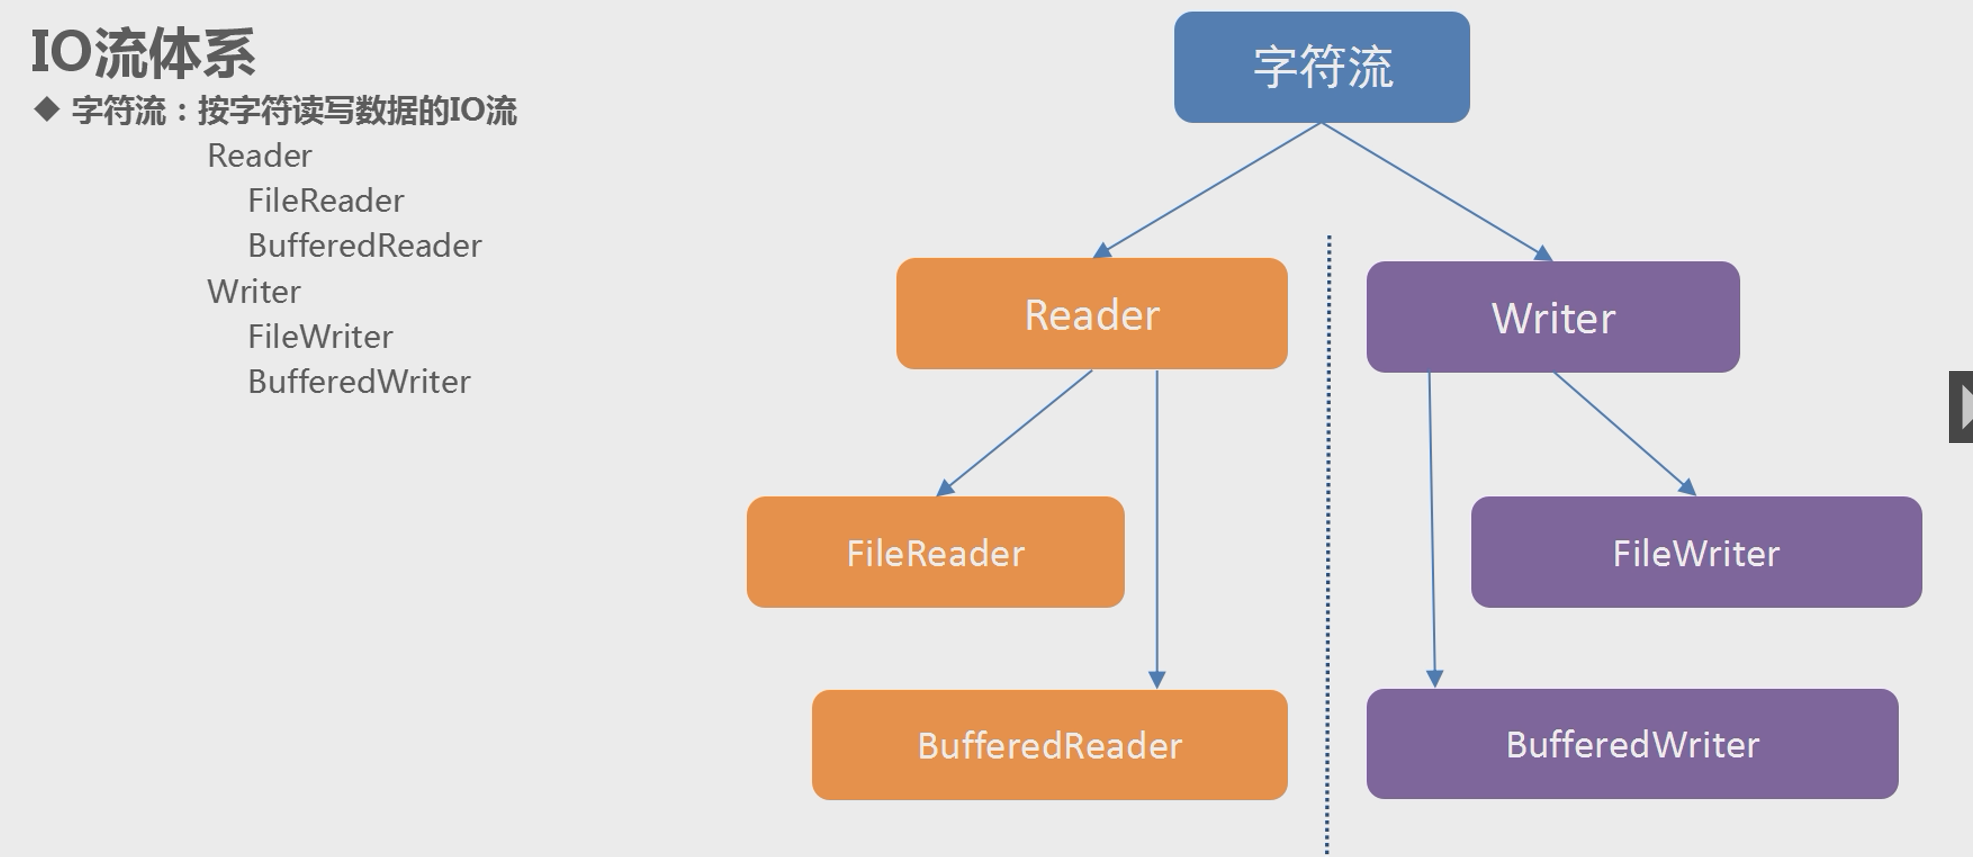 IO流体系
字符流：按字符读写数据的IO流
Reader
FileReader
BufferedReader
Writer
FileWriter
BufferedWriter
字符流
Reader
Writer
FileReader
FileWriter
BufferedReader
BufferedWriter